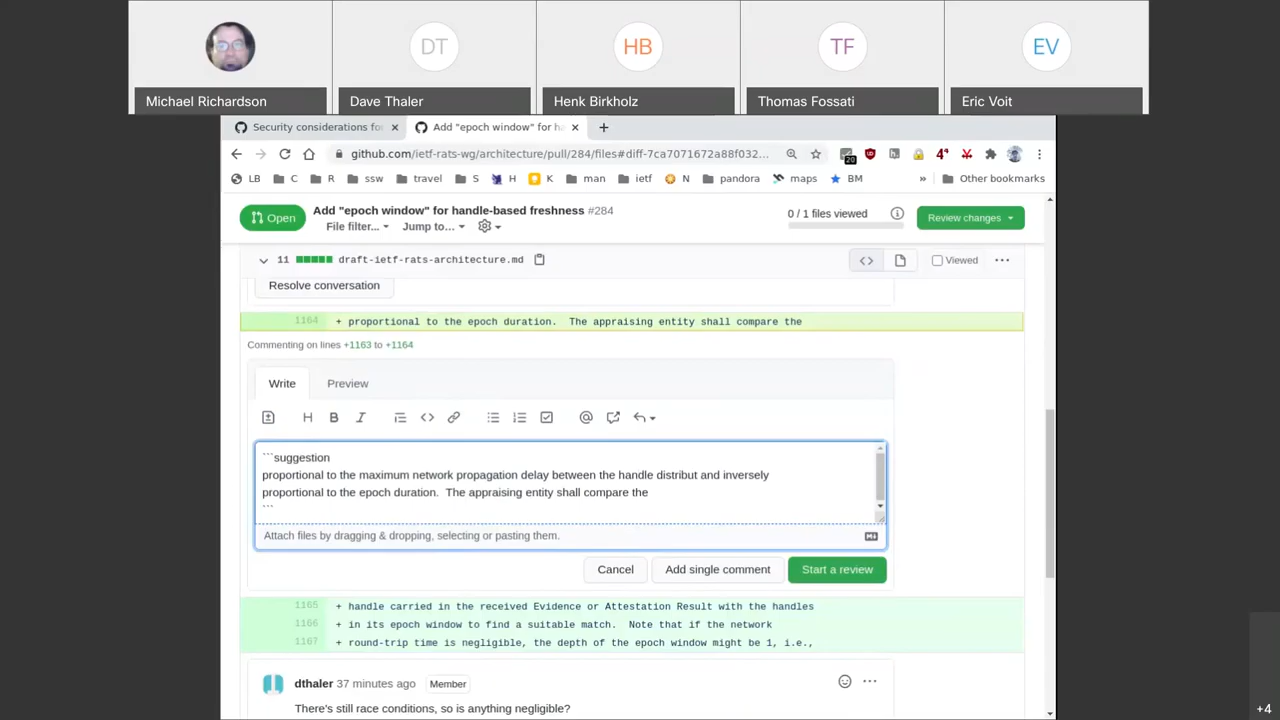 DT
HB
TF
EV
Michael Richardson
Dave Thaler
Henk Birkholz
Thomas Fossati
Eric Voit
Security considerations fo
Add "epoch window" for ha
github.com/ietf-rats-wg/architecture/pull/284/files#diff-7ca7071672a88f032...
20
4ª
LB
C
R
ssw
travel
S
H
K
man
ietf
N
pandora
maps
BM
»
Other bookmarks
Open
Add "epoch window" for handle-based freshness #284
File filter...
Jump to...
0 / 1 files viewed
Review changes
11
draft-ietf-rats-architecture.md
Viewed
Resolve conversation
1164 + proportional to the epoch duration.  The appraising entity shall compare the
Commenting on lines +1163 to +1164
Write
Preview
H B I
```suggestion
proportional to the maximum network propagation delay between the handle distribut and inversely
proportional to the epoch duration.  The appraising entity shall compare the
```
Attach files by dragging & dropping, selecting or pasting them.
Cancel
Add single comment
Start a review
1165 + handle carried in the received Evidence or Attestation Result with the handles
1166 + in its epoch window to find a suitable match.  Note that if the network
1167 + round-trip time is negligible, the depth of the epoch window might be 1, i.e.,
dthaler 37 minutes ago Member
There's still race conditions, so is anything negligible?
+4